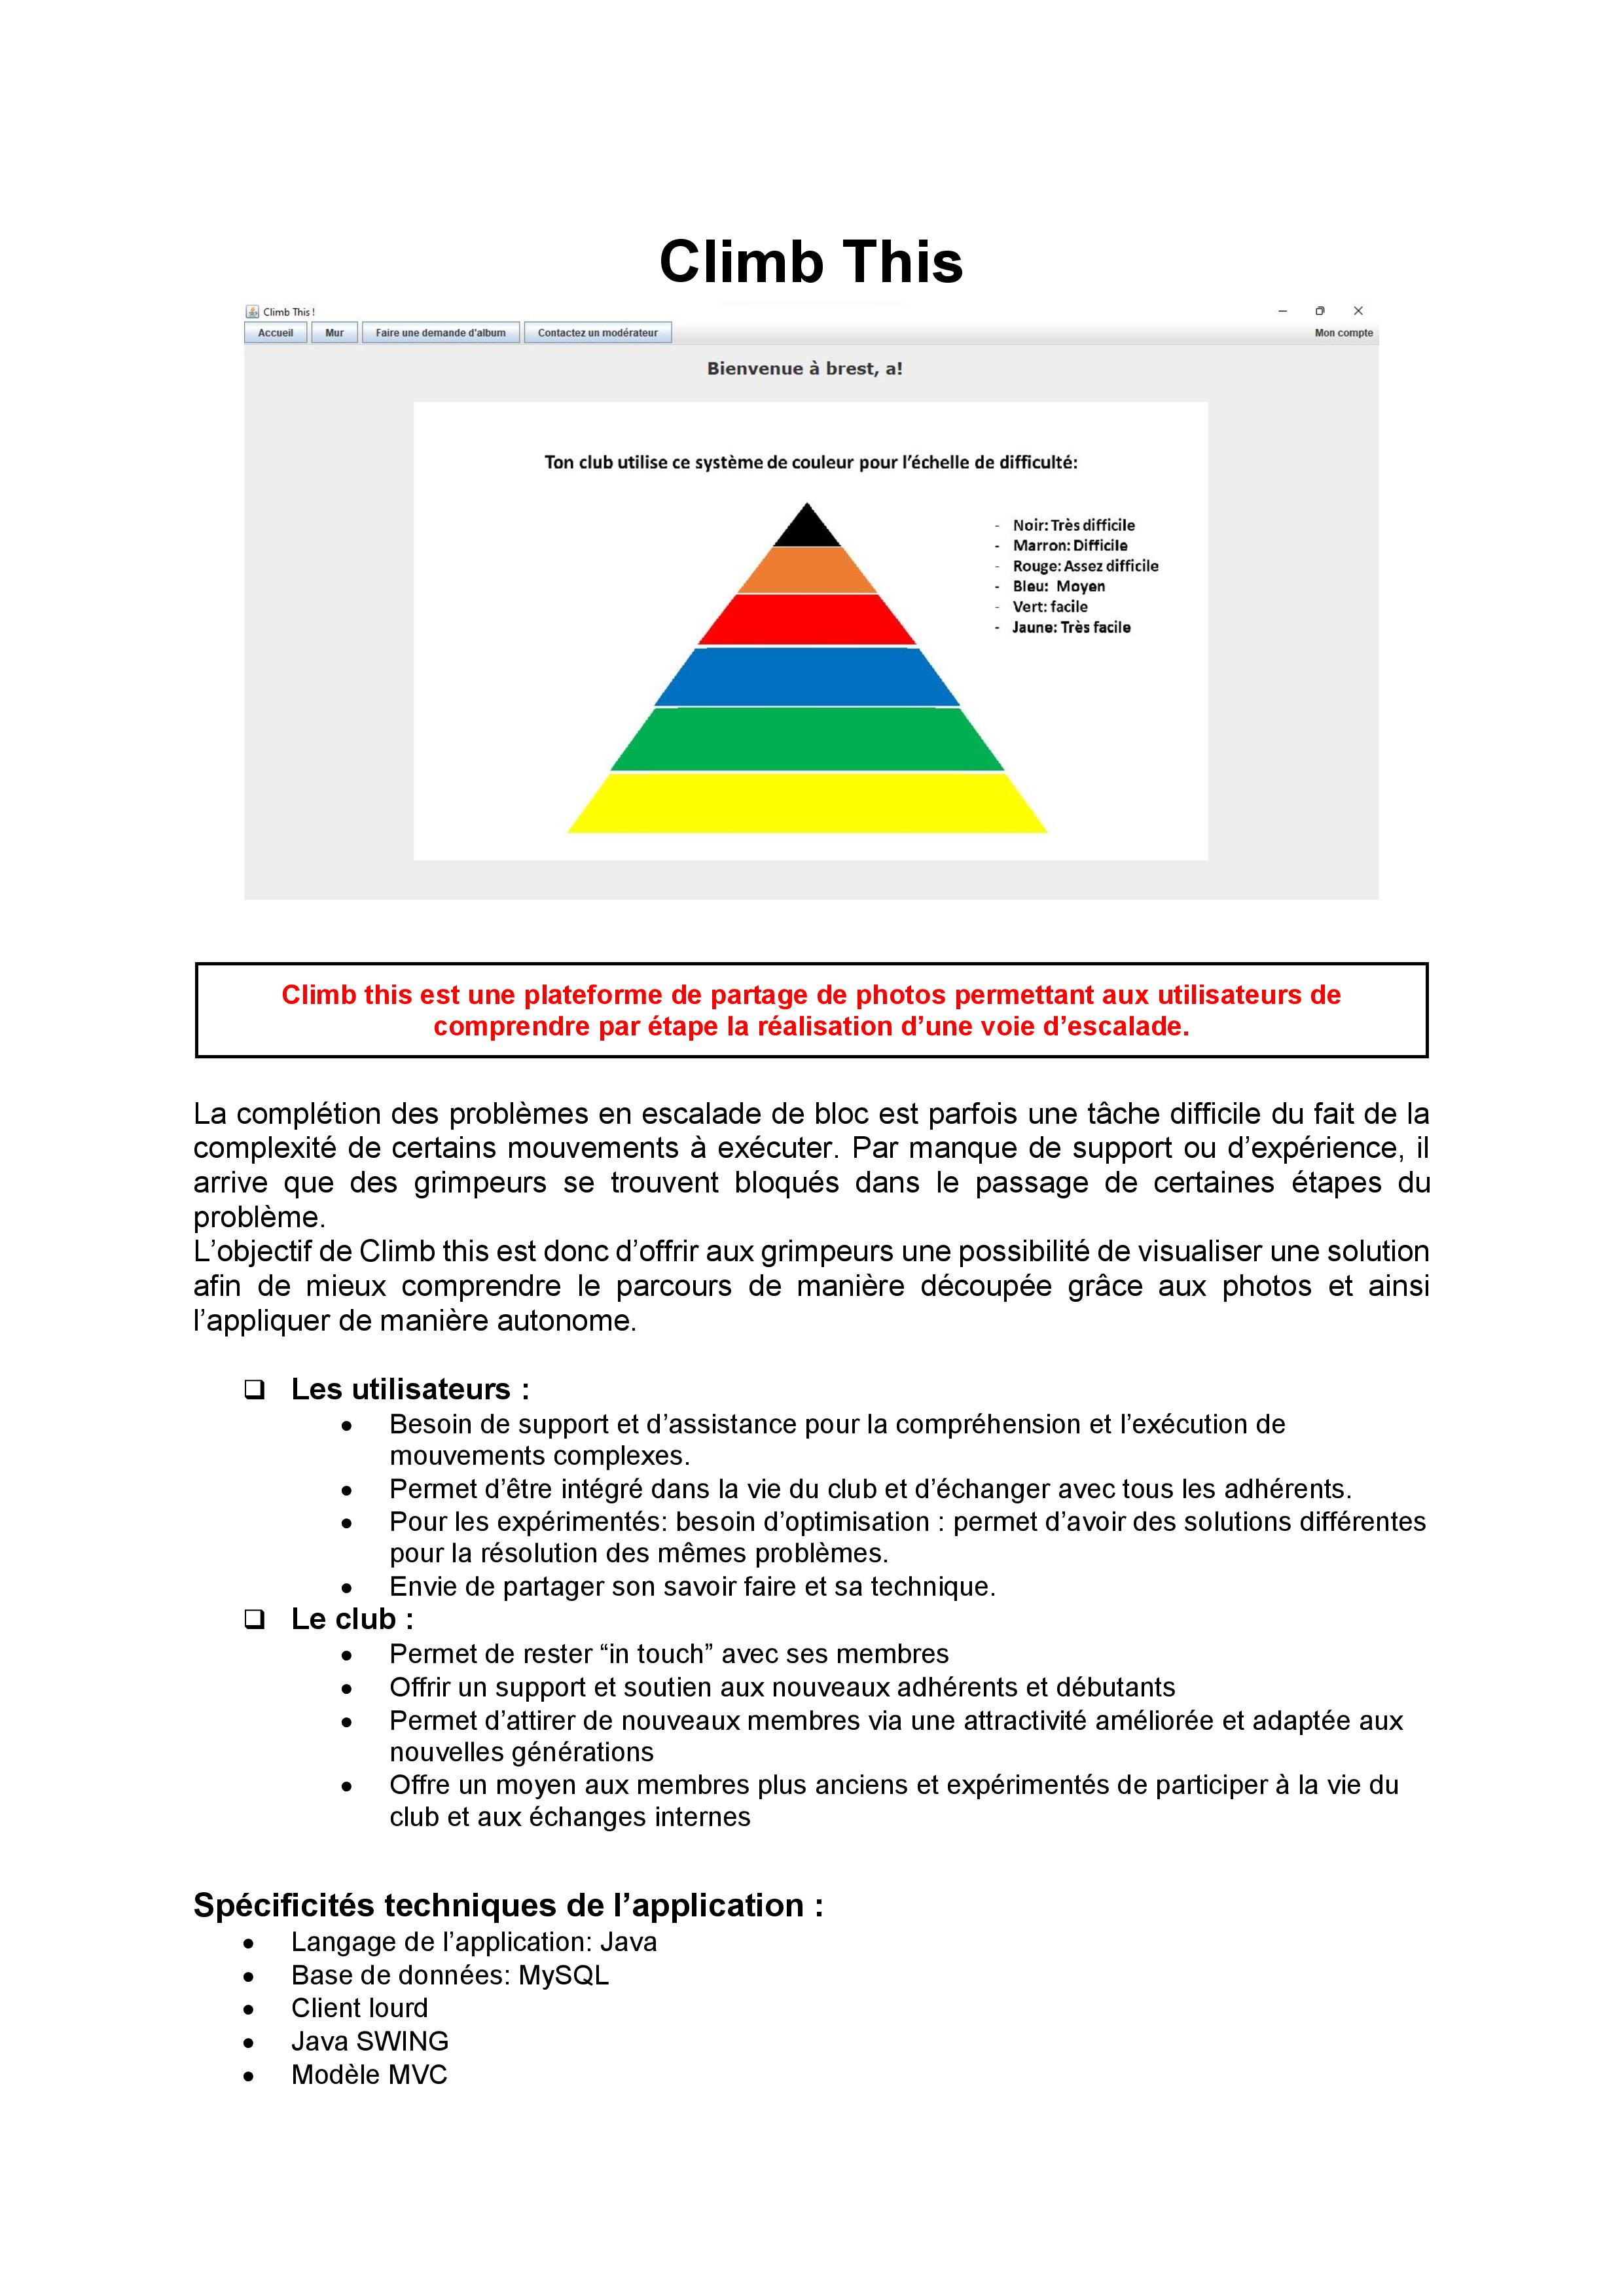 Climb This
Climb This !
Accueil Mur Faire une demande d'album Contactez un modérateur Mon compte
Bienvenue à brest, a!
Ton club utilise ce système de couleur pour l'échelle de difficulté:
- Noir: Très difficile
- Marron: Difficile
- Rouge: Assez difficile
- Bleu: Moyen
- Vert: facile
- Jaune: Très facile
Climb this est une plateforme de partage de photos permettant aux utilisateurs de
comprendre par étape la réalisation d’une voie d’escalade.
La complétion des problèmes en escalade de bloc est parfois une tâche difficile du fait de la
complexité de certains mouvements à exécuter. Par manque de support ou d’expérience, il
arrive que des grimpeurs se trouvent bloqués dans le passage de certaines étapes du
problème.
L’objectif de Climb this est donc d’offrir aux grimpeurs une possibilité de visualiser une solution
afin de mieux comprendre le parcours de manière découpée grâce aux photos et ainsi
l’appliquer de manière autonome.
❑ Les utilisateurs :
• Besoin de support et d’assistance pour la compréhension et l’exécution de
mouvements complexes.
• Permet d’être intégré dans la vie du club et d’échanger avec tous les adhérents.
• Pour les expérimentés: besoin d’optimisation : permet d’avoir des solutions différentes
pour la résolution des mêmes problèmes.
• Envie de partager son savoir faire et sa technique.
❑ Le club :
• Permet de rester “in touch” avec ses membres
• Offrir un support et soutien aux nouveaux adhérents et débutants
• Permet d’attirer de nouveaux membres via une attractivité améliorée et adaptée aux
nouvelles générations
• Offre un moyen aux membres plus anciens et expérimentés de participer à la vie du
club et aux échanges internes
Spécificités techniques de l’application :
• Langage de l’application: Java
• Base de données: MySQL
• Client lourd
• Java SWING
• Modèle MVC